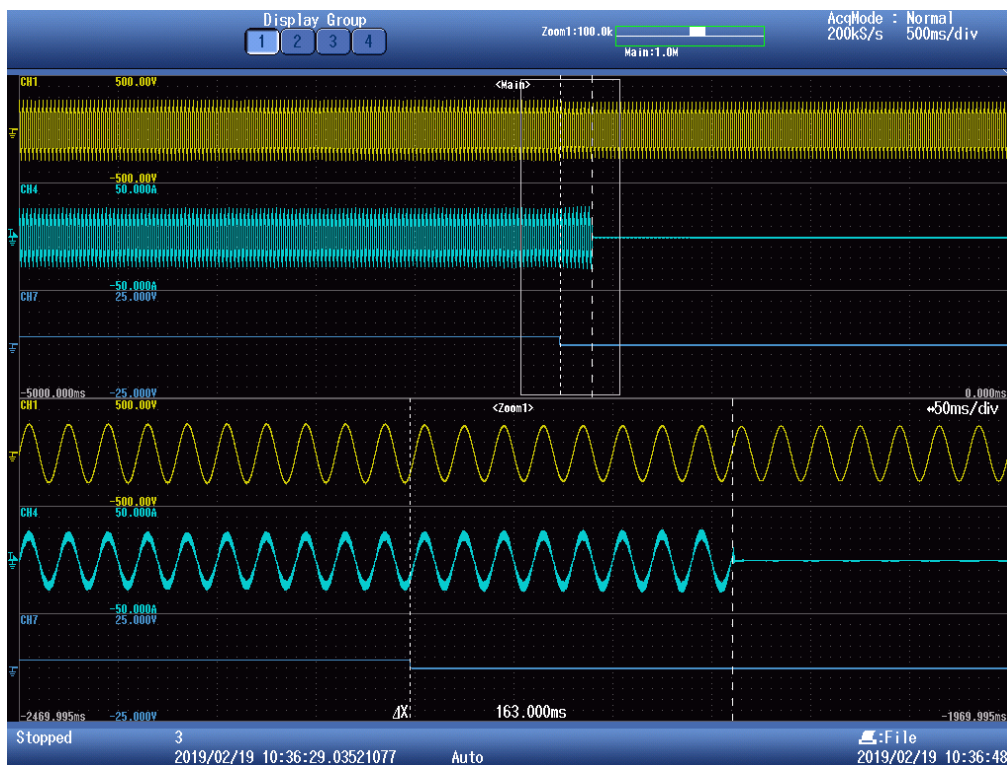 Display Group
1 2 3 4
Zoom1:100.0k
Main:1.0M
AcqMode : Normal
200kS/s 500ms/div
CH1 500.00V
<Main>
-500.00V
CH4 50.000A
-50.000A
CH7 25.000V
-5000.000ms -25.000V 0.000ms
CH1 500.00V
<Zoom1>
↔50ms/div
-500.00V
CH4 50.000A
-50.000A
CH7 25.000V
-2469.995ms -25.000V ΔX 163.000ms -1969.995ms
Stopped 3
2019/02/19 10:36:29.03521077 Auto
:File
2019/02/19 10:36:48